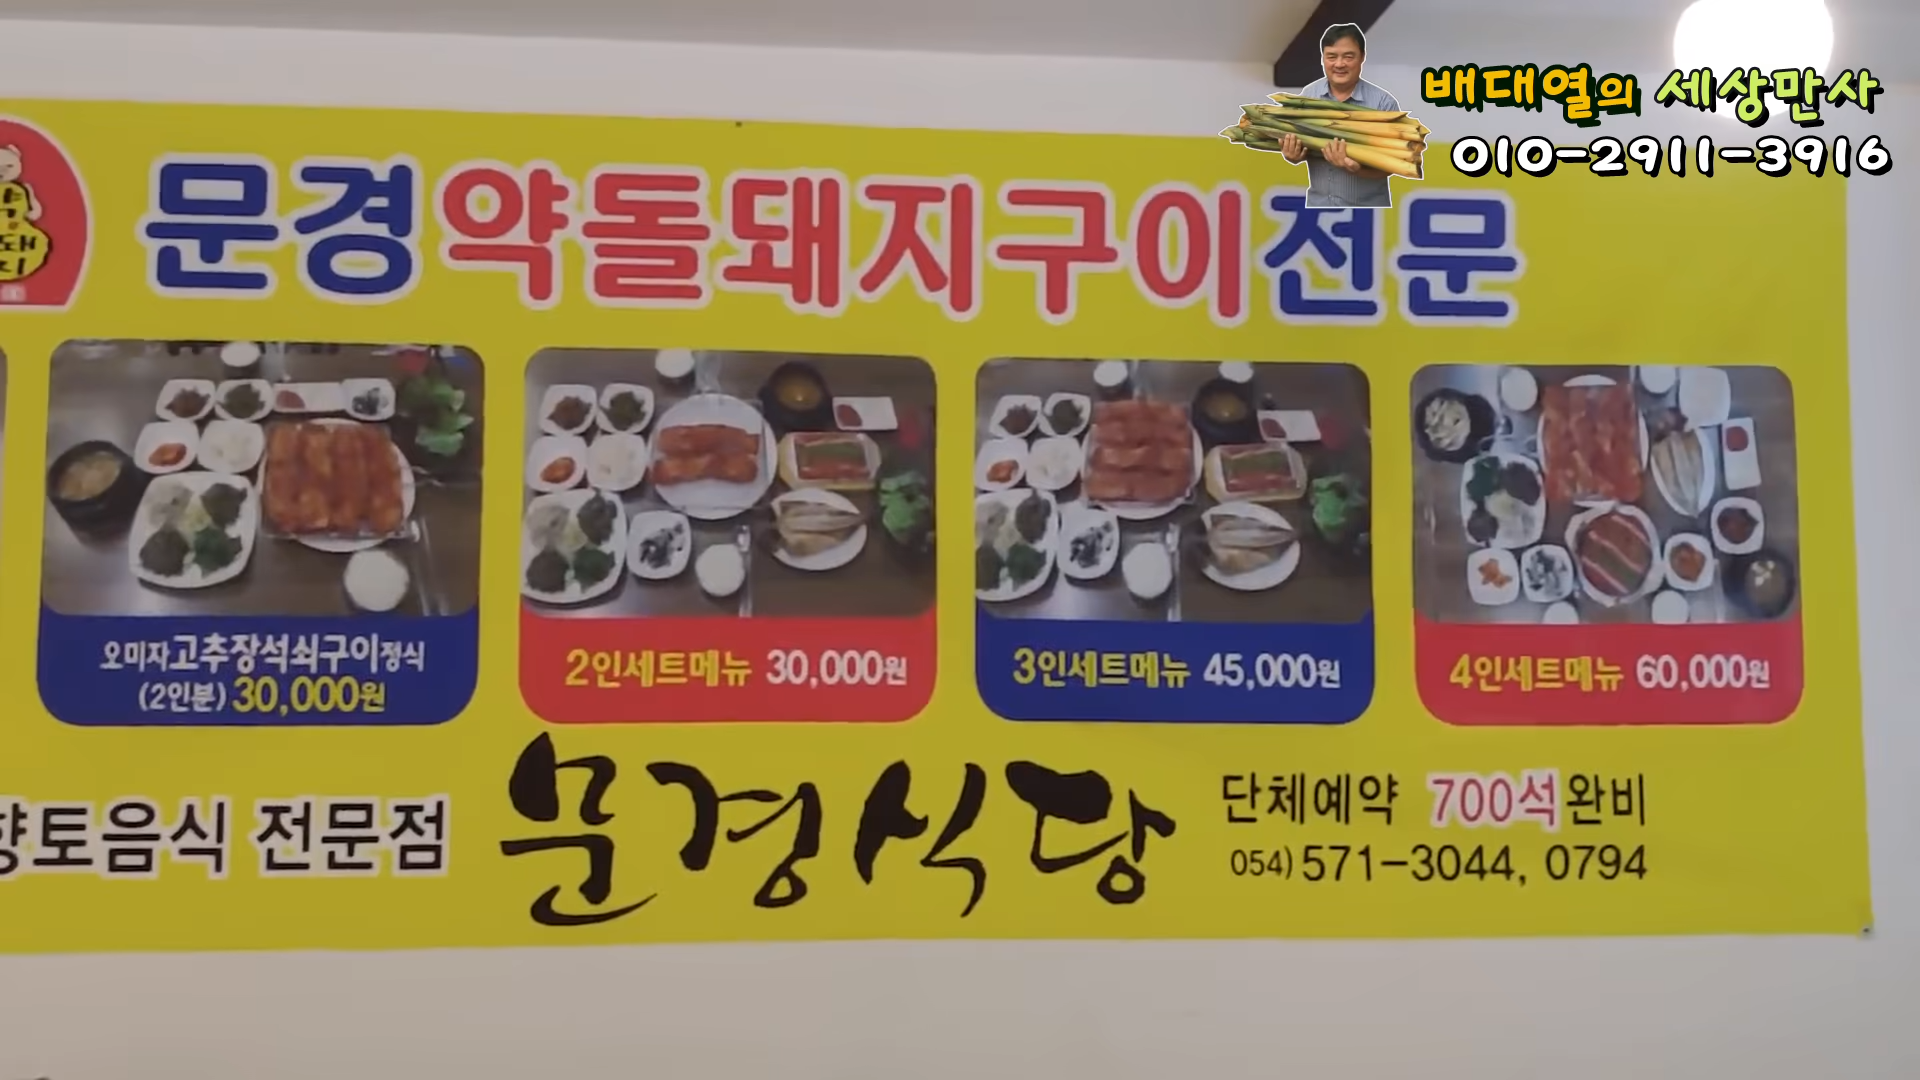 배대열의 세상만사
010-2911-3916
문경약돌돼지구이전문
오미자고추장석쇠구이정식
(2인분) 30,000원
2인세트메뉴 30,000원
3인세트메뉴 45,000원
4인세트메뉴 60,000원
향토음식 전문점
문경식당
단체예약 700석완비
054) 571-3044, 0794